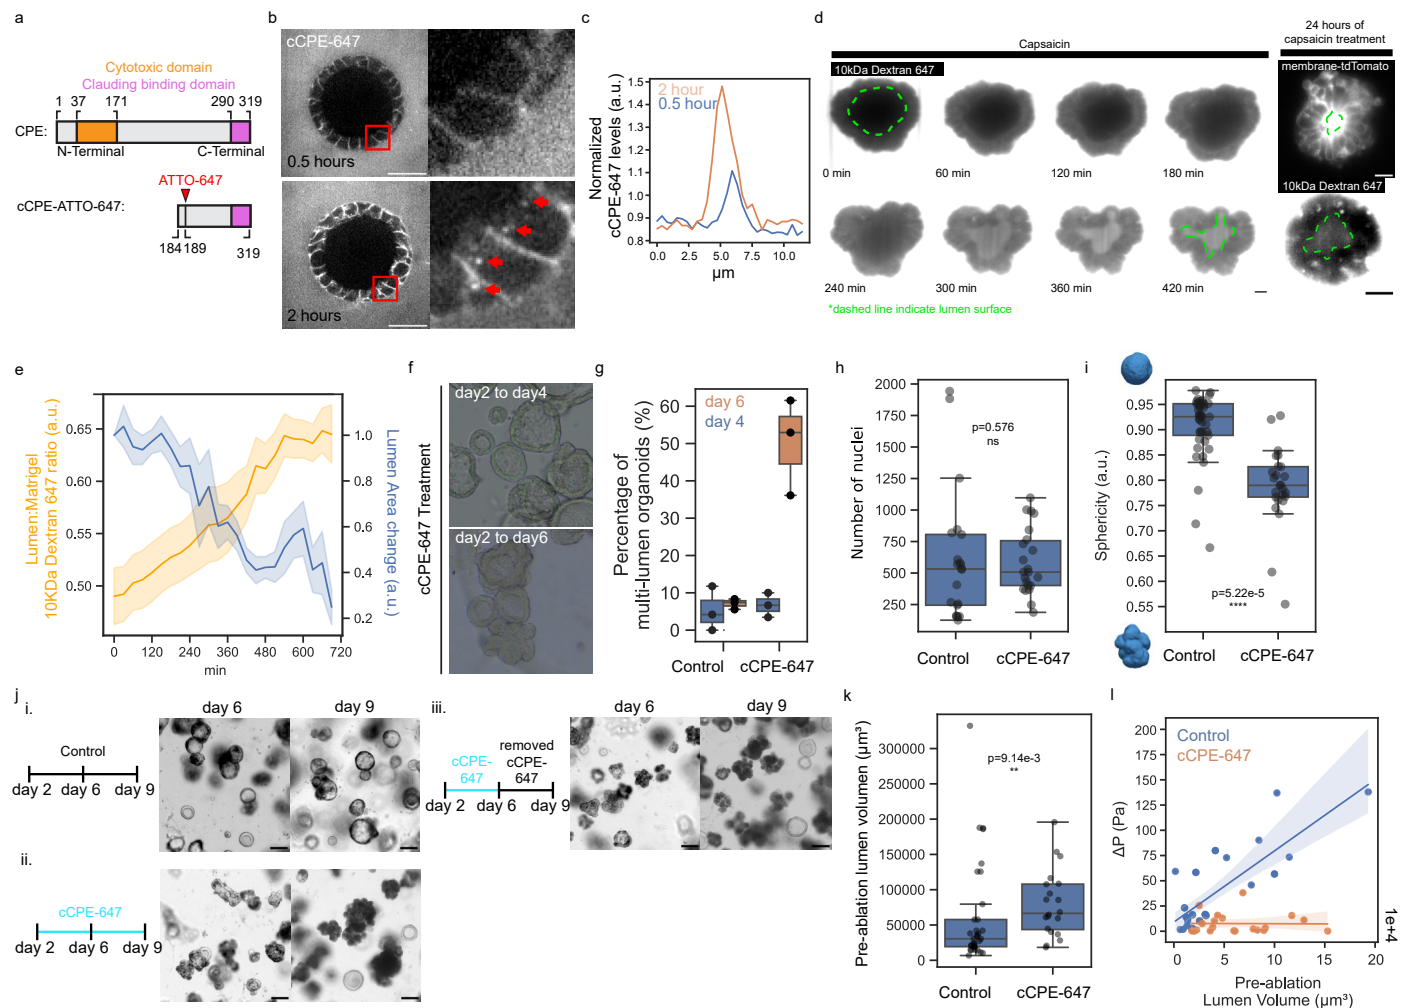 a
Cytotoxic domain
Clauding binding domain
1 37 171 290 319
CPE:
N-Terminal C-Terminal
ATTO-647
cCPE-ATTO-647:
184 189 319
b
cCPE-647
0.5 hours
2 hours
c
2 hour
0.5 hour
Normalized
cCPE-647 levels (a.u.)
1.5
1.4
1.3
1.2
1.1
1.0
0.9
0.8
0.0 5.0 10.0
µm
d
Capsaicin
24 hours of
capsaicin treatment
10kDa Dextran 647
membrane-tdTomato
0 min 60 min 120 min 180 min
10kDa Dextran 647
240 min 300 min 360 min 420 min
*dashed line indicate lumen surface
e
Lumen:Matrigel
10KDa Dextran 647 ratio (a.u.)
0.65
0.60
0.55
0.50
1.0
0.8
0.6
0.4
0.2
Lumen Area change (a.u.)
0 120 240 360 480 600 720
min
f
cCPE-647 Treatment
day2 to day4
day2 to day6
g
Percentage of
multi-lumen organoids (%)
day 6
day 4
60
50
40
30
20
10
0
Control cCPE-647
h
Number of nuclei
2000
1750
1500
1250
1000
750
500
250
p=0.576
ns
Control cCPE-647
i
Sphericity (a.u.)
0.95
0.90
0.85
0.80
0.75
0.70
0.65
0.60
0.55
p=5.22e-5
****
Control
cCPE-647
j
i.
Control
day 2 day 6 day 9
day 6 day 9
ii.
cCPE-647
day 2 day 6 day 9
iii.
cCPE-
647
removed
cCPE-
647
day 2 day 6 day 9
day 6 day 9
k
Pre-ablation lumen volumen (µm³)
300000
250000
200000
150000
100000
50000
0
p=9.14e-3
**
Control cCPE-647
l
Control
cCPE-647
ΔP (Pa)
200
175
150
125
100
75
50
25
0
0 5 10 15 20
1e+4
Pre-ablation
Lumen Volume (µm³)